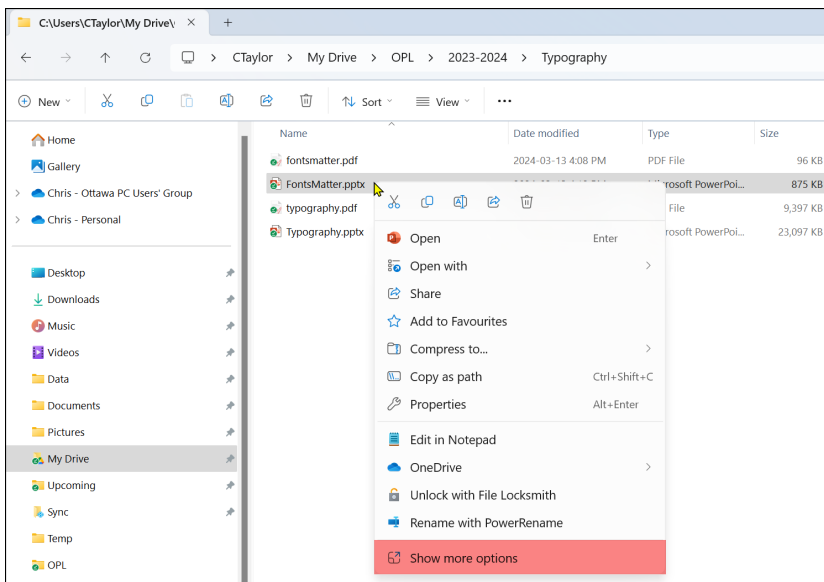 C:\Users\CTaylor\My Drive\
CTaylor > My Drive > OPL > 2023-2024 > Typography
New Sort View
Name Date modified Type Size
fontsmatter.pdf 2024-03-13 4:08 PM PDF File 96 KB
FontsMatter.pptx Microsoft PowerPoi... 875 KB
typography.pdf File 9,397 KB
Typography.pptx rosoft PowerPoi... 23,097 KB
Home
Gallery
Chris - Ottawa PC Users' Group
Chris - Personal
Desktop
Downloads
Music
Videos
Data
Documents
Pictures
My Drive
Upcoming
Sync
Temp
OPL
Open Enter
Open with
Share
Add to Favourites
Compress to...
Copy as path Ctrl+Shift+C
Properties Alt+Enter
Edit in Notepad
OneDrive
Unlock with File Locksmith
Rename with PowerRename
Show more options